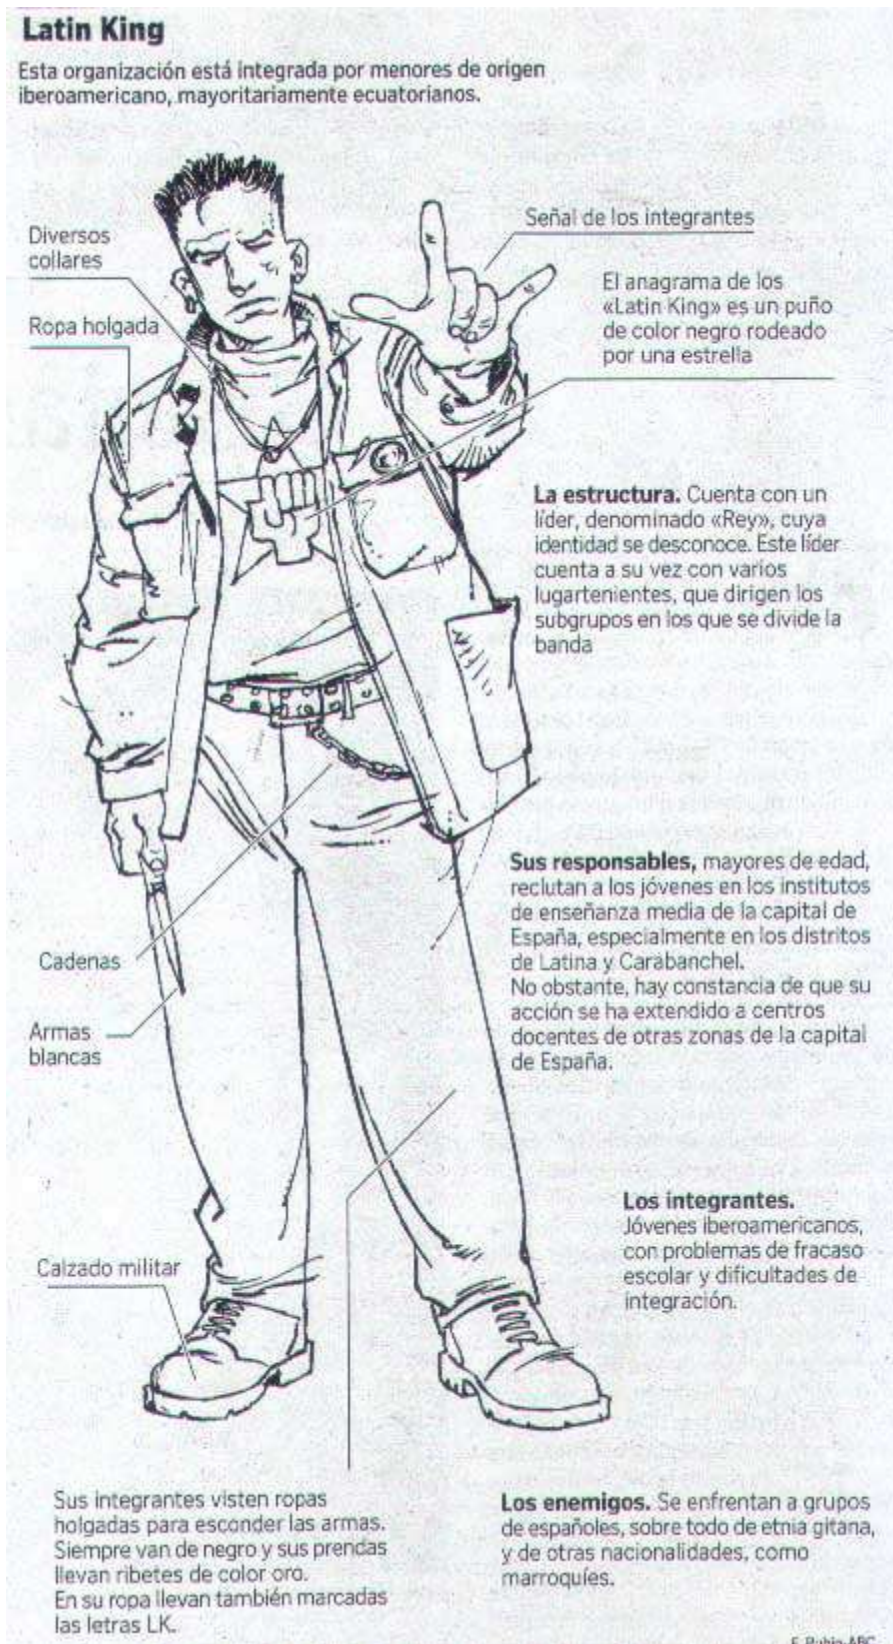 Latin King
Esta organización está integrada por menores de origen
iberoamericano, mayoritariamente ecuatorianos.
Diversos
collares
Ropa holgada
Señal de los integrantes
El anagrama de los
«Latin King» es un puño
de color negro rodeado
por una estrella
La estructura. Cuenta con un
líder, denominado «Rey», cuya
identidad se desconoce. Este líder
cuenta a su vez con varios
lugartenientes, que dirigen los
subgrupos en los que se divide la
banda
Sus responsables, mayores de edad,
reclutan a los jóvenes en los institutos
de enseñanza media de la capital de
España, especialmente en los distritos
de Latina y Carabanchel.
No obstante, hay constancia de que su
acción se ha extendido a centros
docentes de otras zonas de la capital
de España.
Cadenas
Armas
blancas
Los integrantes.
Jóvenes iberoamericanos,
con problemas de fracaso
escolar y dificultades de
integración.
Calzado militar
Sus integrantes visten ropas
holgadas para esconder las armas.
Siempre van de negro y sus prendas
llevan ribetes de color oro.
En su ropa llevan también marcadas
las letras LK.
Los enemigos. Se enfrentan a grupos
de españoles, sobre todo de etnia gitana,
y de otras nacionalidades, como
marroquíes.